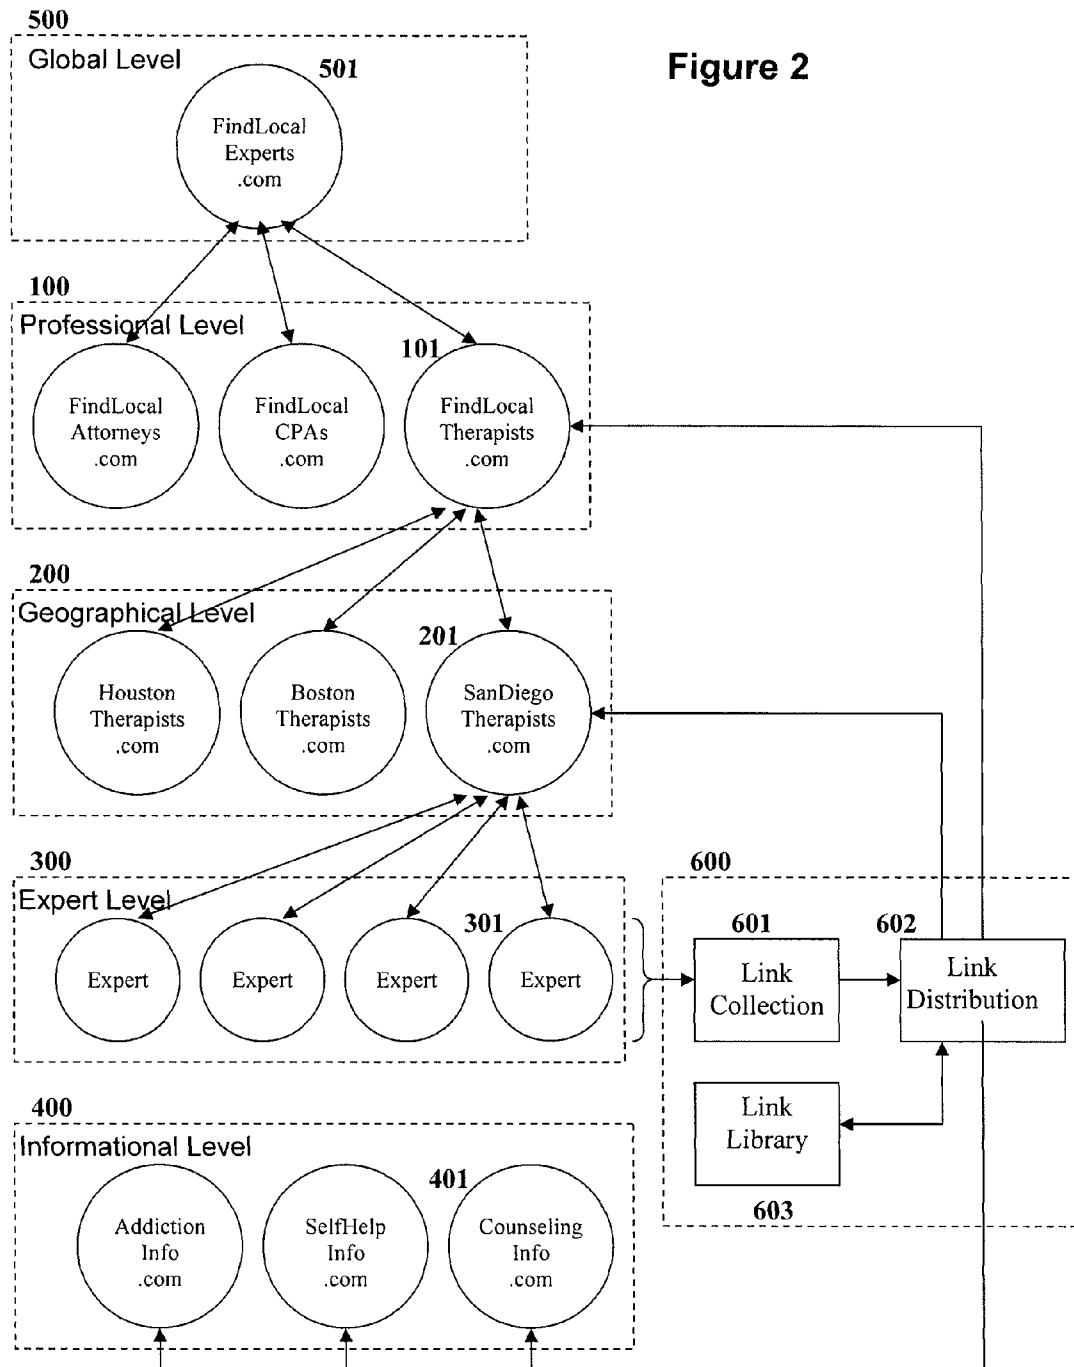 500
Global Level
501
Figure 2
FindLocal
Experts
.com
100
Professional Level
101
FindLocal
Attorneys
.com
FindLocal
CPAs
.com
FindLocal
Therapists
.com
200
Geographical Level
201
Houston
Therapists
.com
Boston
Therapists
.com
SanDiego
Therapists
.com
300
Expert Level
301
Expert
Expert
Expert
Expert
600
601
602
Link
Collection
Link
Distribution
Link
Library
603
400
Informational Level
401
Addiction
Info
.com
SelfHelp
Info
.com
Counseling
Info
.com